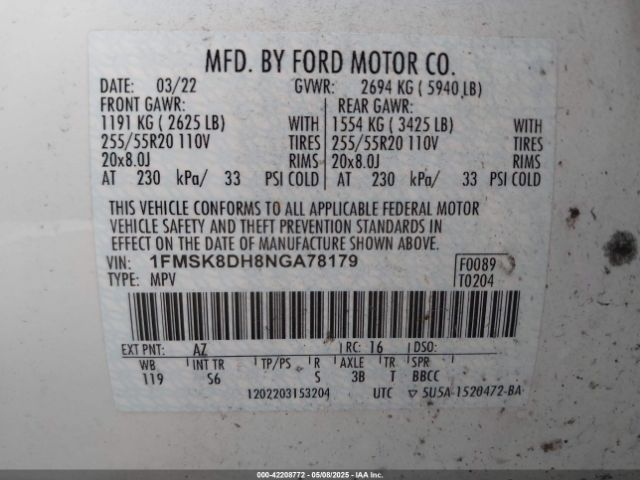 MFD. BY FORD MOTOR CO.
DATE: 03/22 GVWR: 2694 KG ( 5940 LB)
FRONT GAWR: REAR GAWR:
1191 KG ( 2625 LB) WITH 1554 KG ( 3425 LB) WITH
255/55R20 110V TIRES 255/55R20 110V TIRES
20x8.0J RIMS 20x8.0J RIMS
AT 230 kPa/ 33 PSI COLD AT 230 kPa/ 33 PSI COLD
THIS VEHICLE CONFORMS TO ALL APPLICABLE FEDERAL MOTOR
VEHICLE SAFETY AND THEFT PREVENTION STANDARDS IN
EFFECT ON THE DATE OF MANUFACTURE SHOWN ABOVE.
VIN: 1FMSK8DH8NGA78179 F0089
TYPE: MPV T0204
EXT PNT: AZ RC: 16 DSO:
WB INT TR TP/PS R AXLE TR SPR
119 S6 S 3B T BBCC
1202203153204 UTC ▽ 5U5A-1520472-BA
000-42208772 - 05/08/2025 - IAA Inc.